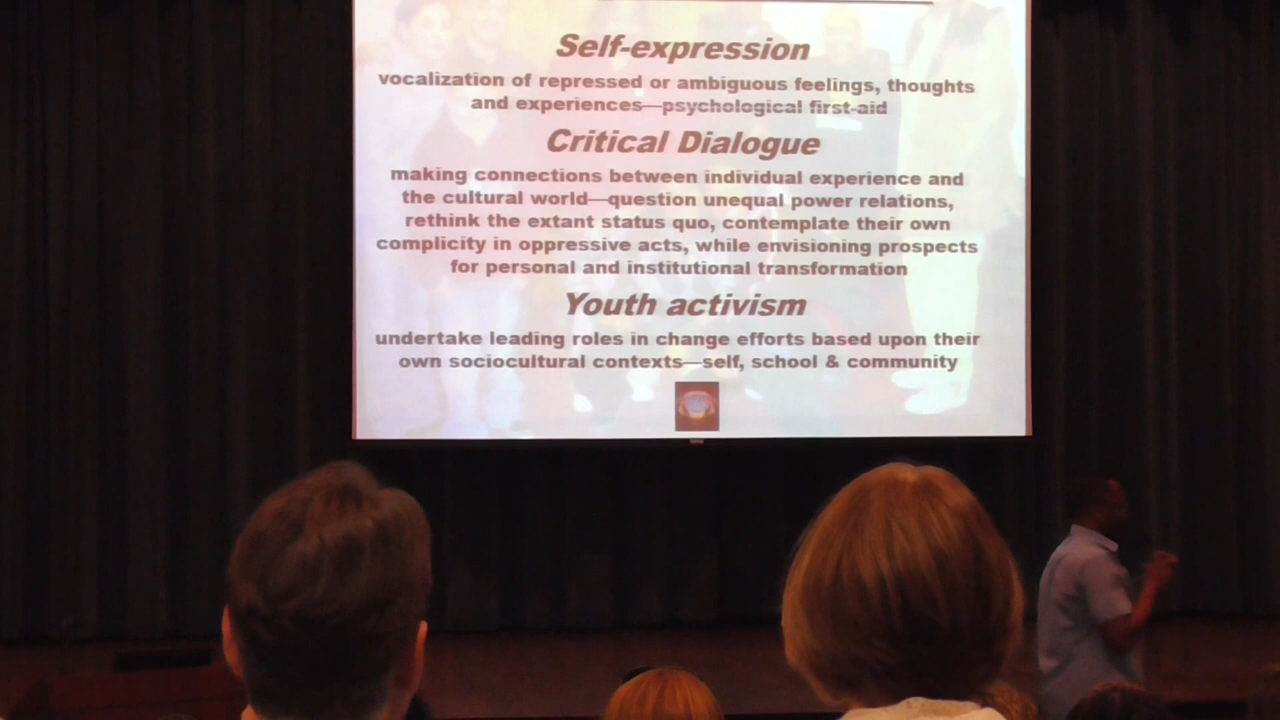 Self-expression
vocalization of repressed or ambiguous feelings, thoughts
and experiences—psychological first-aid
Critical Dialogue
making connections between individual experience and
the cultural world—question unequal power relations,
rethink the extant status quo, contemplate their own
complicity in oppressive acts, while envisioning prospects
for personal and institutional transformation
Youth activism
undertake leading roles in change efforts based upon their
own sociocultural contexts—self, school & community